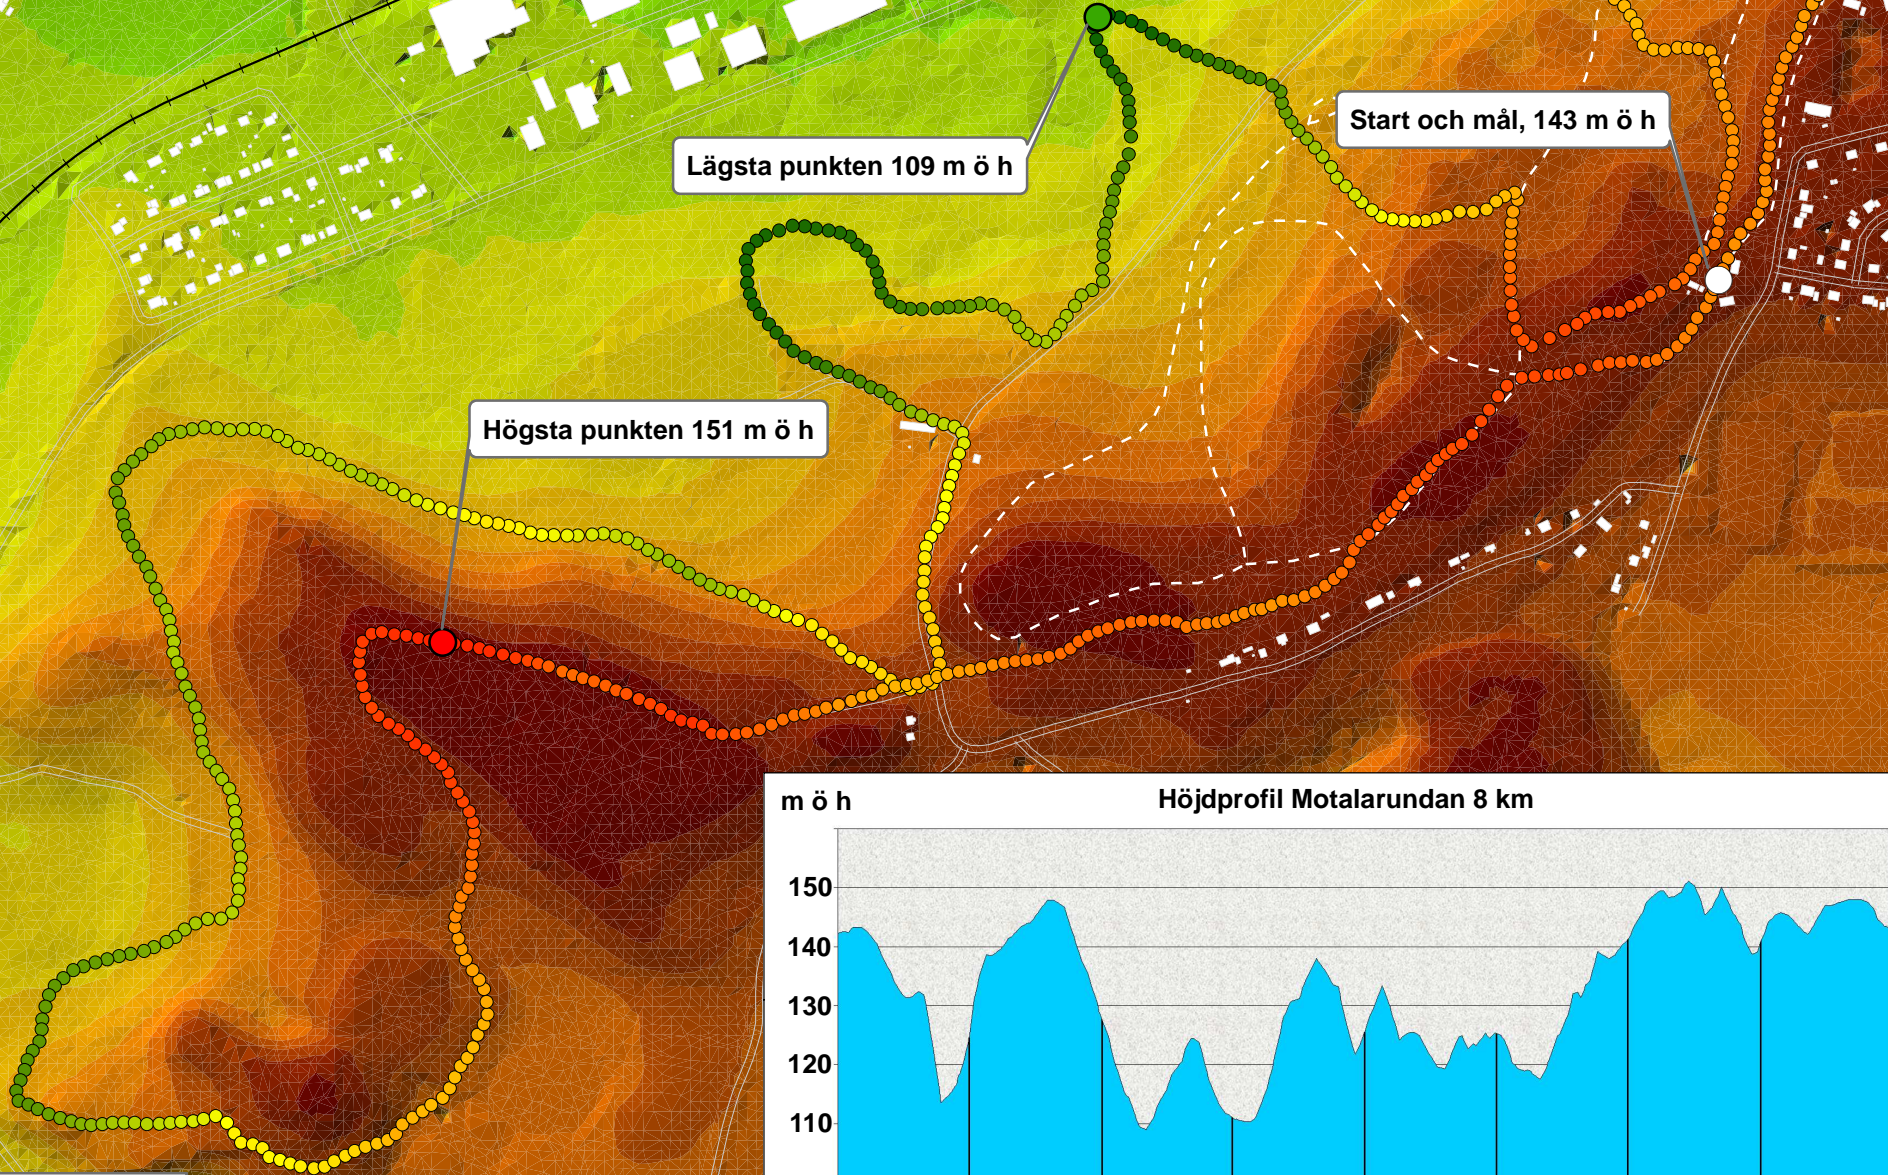 Start och mål, 143 m ö h
Lägsta punkten 109 m ö h
Högsta punkten 151 m ö h
m ö h
Höjdprofil Motalarundan 8 km
150
140
130
120
110